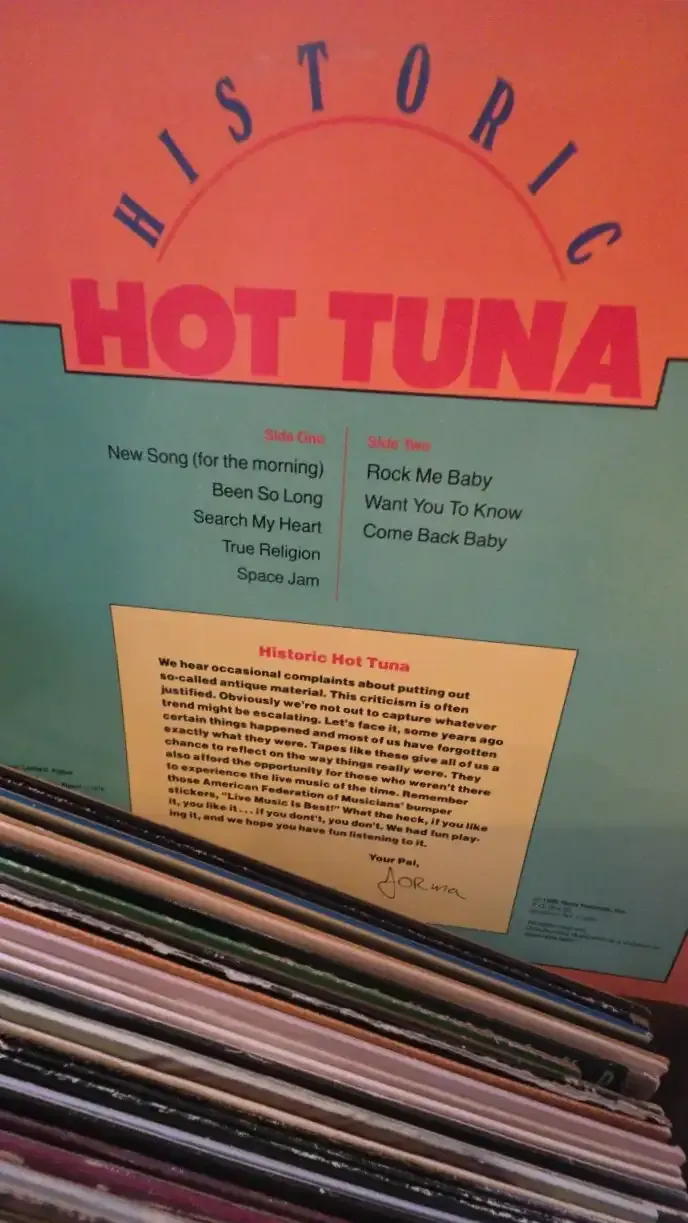 HISTORIC
HOT TUNA
Side One
New Song (for the morning)
Been So Long
Search My Heart
True Religion
Space Jam
Side Two
Rock Me Baby
Want You To Know
Come Back Baby
Historic Hot Tuna
We hear occasional complaints about putting out
so-called antique material. This criticism is often
justified. Obviously we're not out to capture whatever
trend might be escalating. Let's face it, some years ago
certain things happened and most of us have forgotten
exactly what they were. Tapes like these give all of us a
chance to reflect on the way things really were. They
also afford the opportunity for those who weren't there
to experience the live music of the time. Remember
those American Federation of Musicians' bumper
stickers, "Live Music Is Best!" What the heck, if you like
it, you like it... if you dont't, you don't. We had fun play-
ing it, and we hope you have fun listening to it.
Your Pal,
Jorma